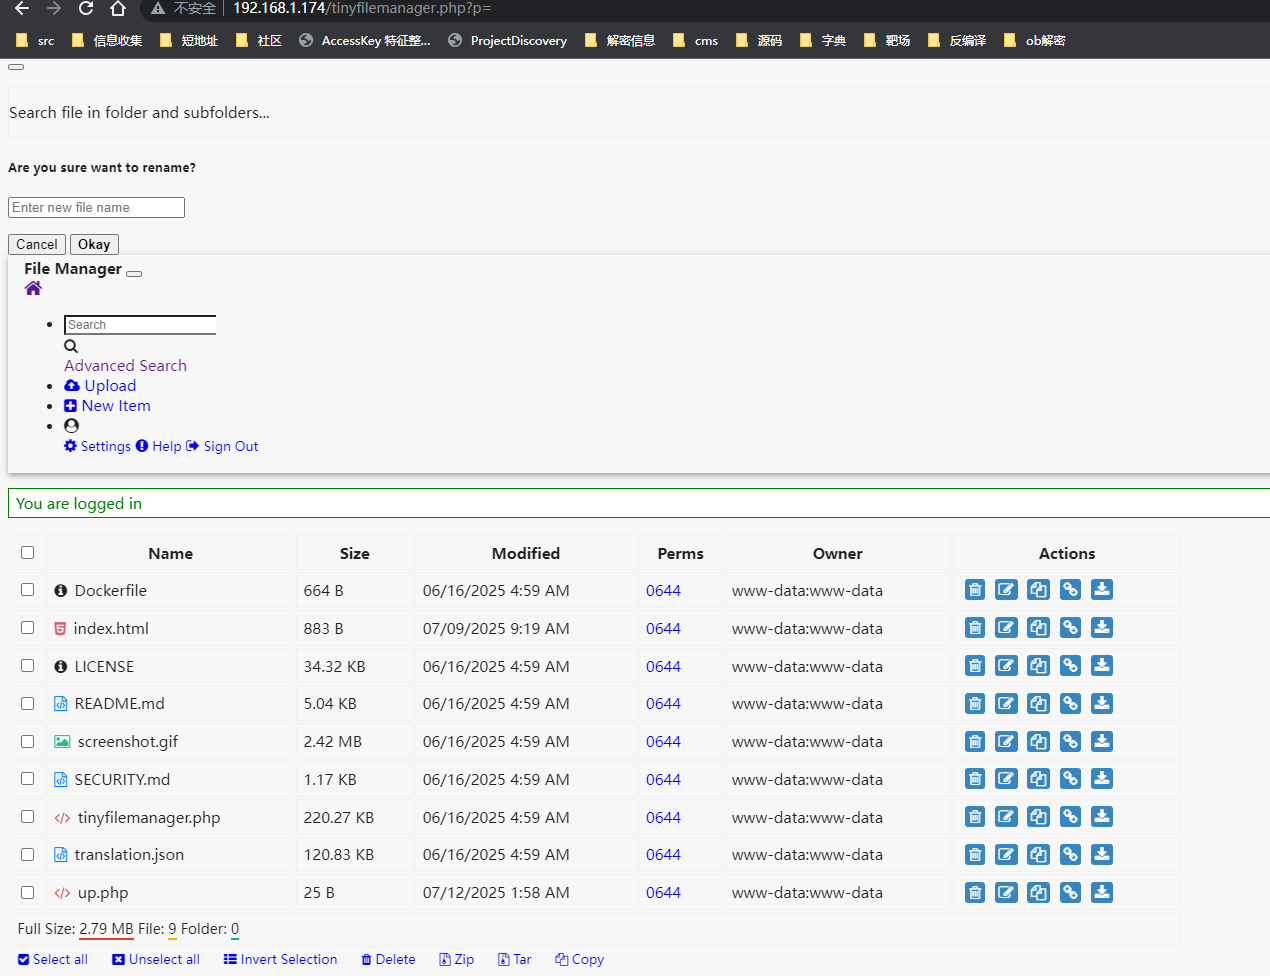 不安全 192.168.1.174/tinyfilemanager.php?p=
src 信息收集 短地址 社区 AccessKey 特征整... ProjectDiscovery 解密信息 cms 源码 字典 靶场 反编译 ob解密
Search file in folder and subfolders...
Are you sure want to rename?
Enter new file name
Cancel Okay
File Manager
Search
Advanced Search
Upload
New Item
Settings Help Sign Out
You are logged in
Name Size Modified Perms Owner Actions
Dockerfile 664 B 06/16/2025 4:59 AM 0644 www-data:www-data
index.html 883 B 07/09/2025 9:19 AM 0644 www-data:www-data
LICENSE 34.32 KB 06/16/2025 4:59 AM 0644 www-data:www-data
README.md 5.04 KB 06/16/2025 4:59 AM 0644 www-data:www-data
screenshot.gif 2.42 MB 06/16/2025 4:59 AM 0644 www-data:www-data
SECURITY.md 1.17 KB 06/16/2025 4:59 AM 0644 www-data:www-data
tinyfilemanager.php 220.27 KB 06/16/2025 4:59 AM 0644 www-data:www-data
translation.json 120.83 KB 06/16/2025 4:59 AM 0644 www-data:www-data
up.php 25 B 07/12/2025 1:58 AM 0644 www-data:www-data
Full Size: 2.79 MB File: 9 Folder: 0
Select all Unselect all Invert Selection Delete Zip Tar Copy